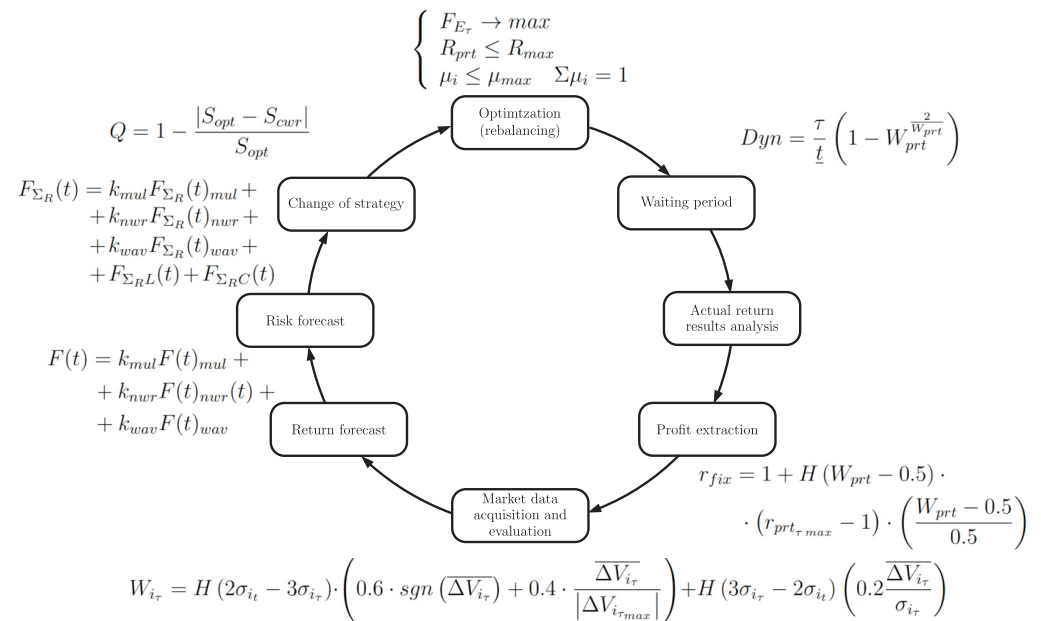 F_{E_τ} → max
R_{prt} ≤ R_{max}
μ_i ≤ μ_{max} Σμ_i = 1
Optimtzation
(rebalancing)
Q = 1 − |S_{opt} − S_{cwr}| / S_{opt}
Dyn = τ/t (1 − W_{prt}^{2/W_{prt}})
F_{Σ_R}(t) = k_{mul}F_{Σ_R}(t)_{mul} +
+ k_{nwr}F_{Σ_R}(t)_{nwr} +
+ k_{wav}F_{Σ_R}(t)_{wav} +
+ F_{Σ_R L}(t) + F_{Σ_R C}(t)
Change of strategy
Waiting period
Risk forecast
Actual return
results analysis
F(t) = k_{mul}F(t)_{mul} +
+ k_{nwr}F(t)_{nwr}(t) +
+ k_{wav}F(t)_{wav}
Return forecast
Profit extraction
Market data
acquisition and
evaluation
r_{fix} = 1 + H (W_{prt} − 0.5) ·
· (r_{prt_{τ max}} − 1) · ((W_{prt} − 0.5) / 0.5)
W_{i_τ} = H (2σ_{i_t} − 3σ_{i_τ}) · (0.6 · sgn (\overline{ΔV_{i_τ}}) + 0.4 · \overline{ΔV_{i_τ}} / |ΔV_{i_{τ_{max}}}|) + H (3σ_{i_τ} − 2σ_{i_t}) (0.2 \overline{ΔV_{i_τ}} / σ_{i_τ})